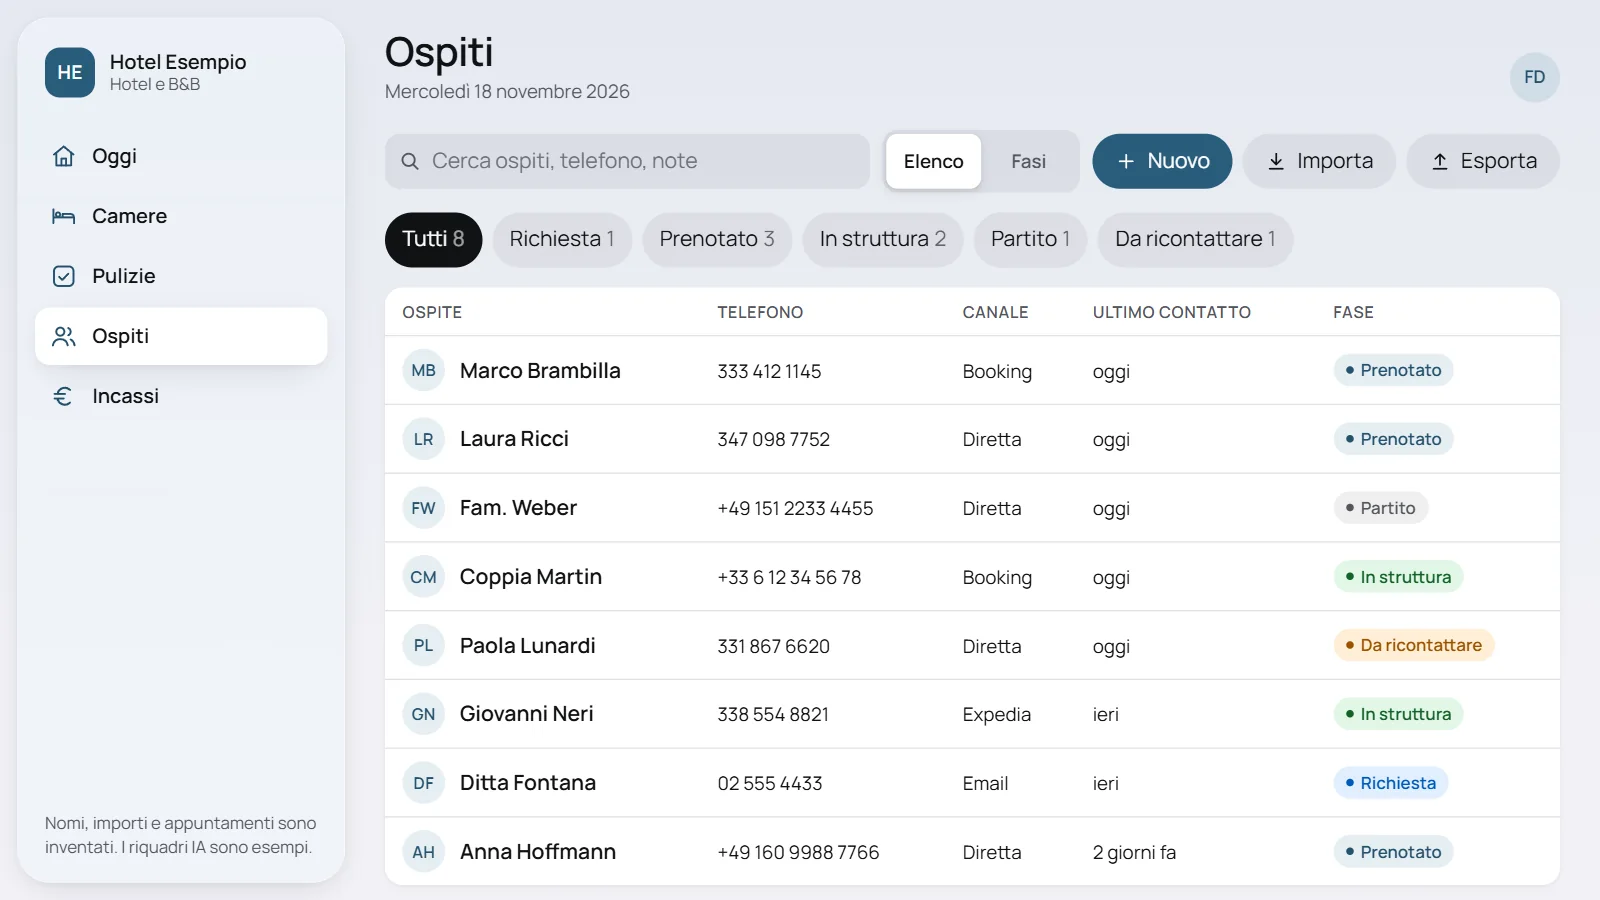 HE
Hotel Esempio
Hotel e B&B
Oggi
Camere
Pulizie
Ospiti
Incassi
Nomi, importi e appuntamenti sono
inventati. I riquadri IA sono esempi.
Ospiti
Mercoledì 18 novembre 2026
FD
Cerca ospiti, telefono, note
Elenco
Fasi
Nuovo
Importa
Esporta
Tutti 8
Richiesta 1
Prenotato 3
In struttura 2
Partito 1
Da ricontattare 1
OSPITE TELEFONO CANALE ULTIMO CONTATTO FASE
MB Marco Brambilla 333 412 1145 Booking oggi Prenotato
LR Laura Ricci 347 098 7752 Diretta oggi Prenotato
FW Fam. Weber +49 151 2233 4455 Diretta oggi Partito
CM Coppia Martin +33 6 12 34 56 78 Booking oggi In struttura
PL Paola Lunardi 331 867 6620 Diretta oggi Da ricontattare
GN Giovanni Neri 338 554 8821 Expedia ieri In struttura
DF Ditta Fontana 02 555 4433 Email ieri Richiesta
AH Anna Hoffmann +49 160 9988 7766 Diretta 2 giorni fa Prenotato